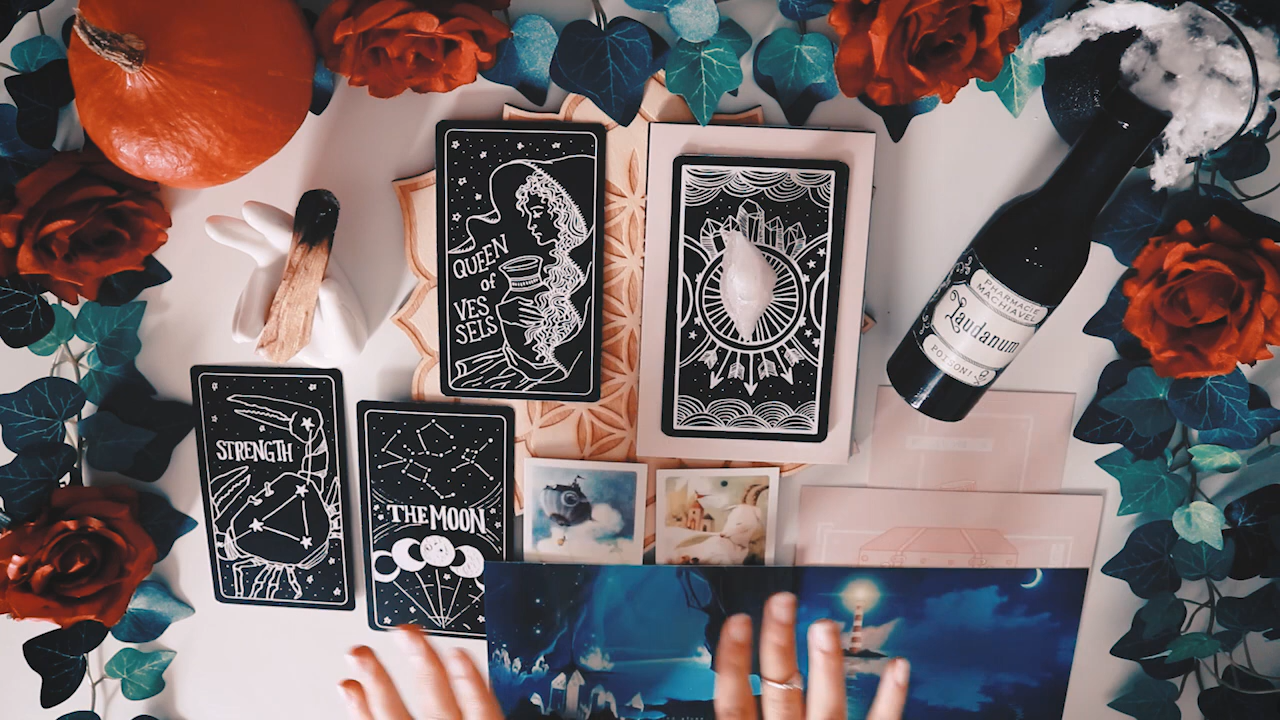 QUEEN
of
VES
SELS
STRENGTH
THE MOON
PHARMACIE
MACHIAVEL
Laudanum
POISON!